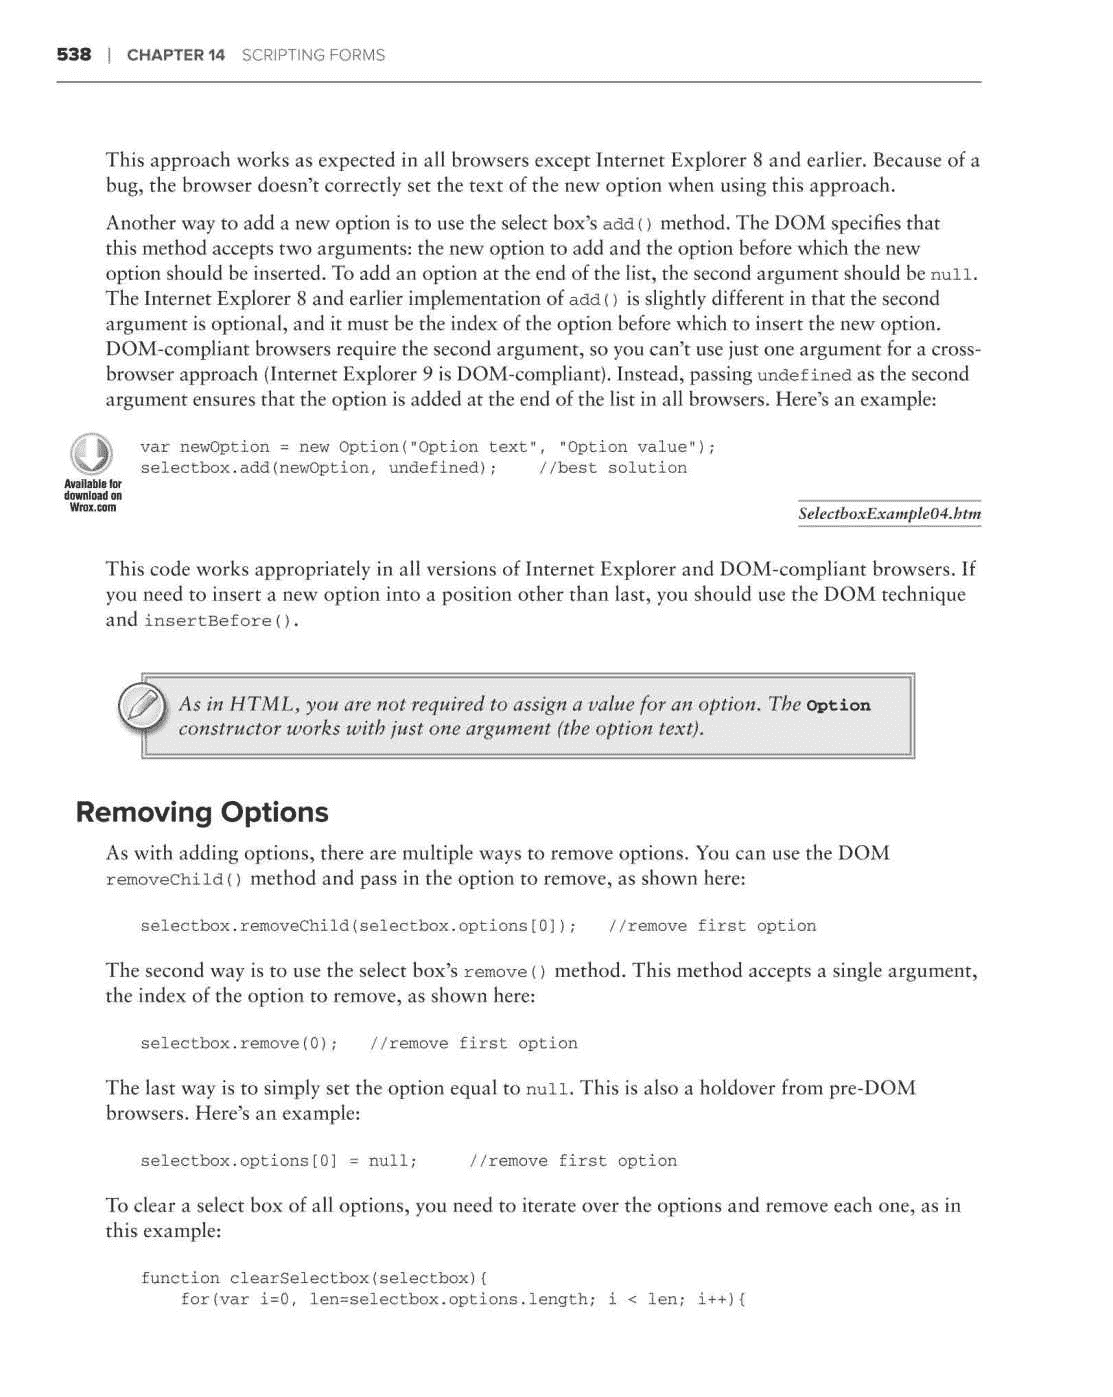 538 | CHAPTER 14 SCRIPTING FORMS
This approach works as expected in all browsers except Internet Explorer 8 and earlier. Because of a
bug, the browser doesn't correctly set the text of the new option when using this approach.
Another way to add a new option is to use the select box's add() method. The DOM specifies that
this method accepts two arguments: the new option to add and the option before which the new
option should be inserted. To add an option at the end of the list, the second argument should be null.
The Internet Explorer 8 and earlier implementation of add() is slightly different in that the second
argument is optional, and it must be the index of the option before which to insert the new option.
DOM-compliant browsers require the second argument, so you can't use just one argument for a cross-
browser approach (Internet Explorer 9 is DOM-compliant). Instead, passing undefined as the second
argument ensures that the option is added at the end of the list in all browsers. Here's an example:
var newOption = new Option("Option text", "Option value");
selectbox.add(newOption, undefined);    //best solution
Available for
download on
Wrox.com
SelectboxExample04.htm
This code works appropriately in all versions of Internet Explorer and DOM-compliant browsers. If
you need to insert a new option into a position other than last, you should use the DOM technique
and insertBefore().
As in HTML, you are not required to assign a value for an option. The Option
constructor works with just one argument (the option text).
Removing Options
As with adding options, there are multiple ways to remove options. You can use the DOM
removeChild() method and pass in the option to remove, as shown here:
selectbox.removeChild(selectbox.options[0]);   //remove first option
The second way is to use the select box's remove() method. This method accepts a single argument,
the index of the option to remove, as shown here:
selectbox.remove(0);   //remove first option
The last way is to simply set the option equal to null. This is also a holdover from pre-DOM
browsers. Here's an example:
selectbox.options[0] = null;     //remove first option
To clear a select box of all options, you need to iterate over the options and remove each one, as in
this example:
function clearSelectbox(selectbox){
    for(var i=0, len=selectbox.options.length; i < len; i++){